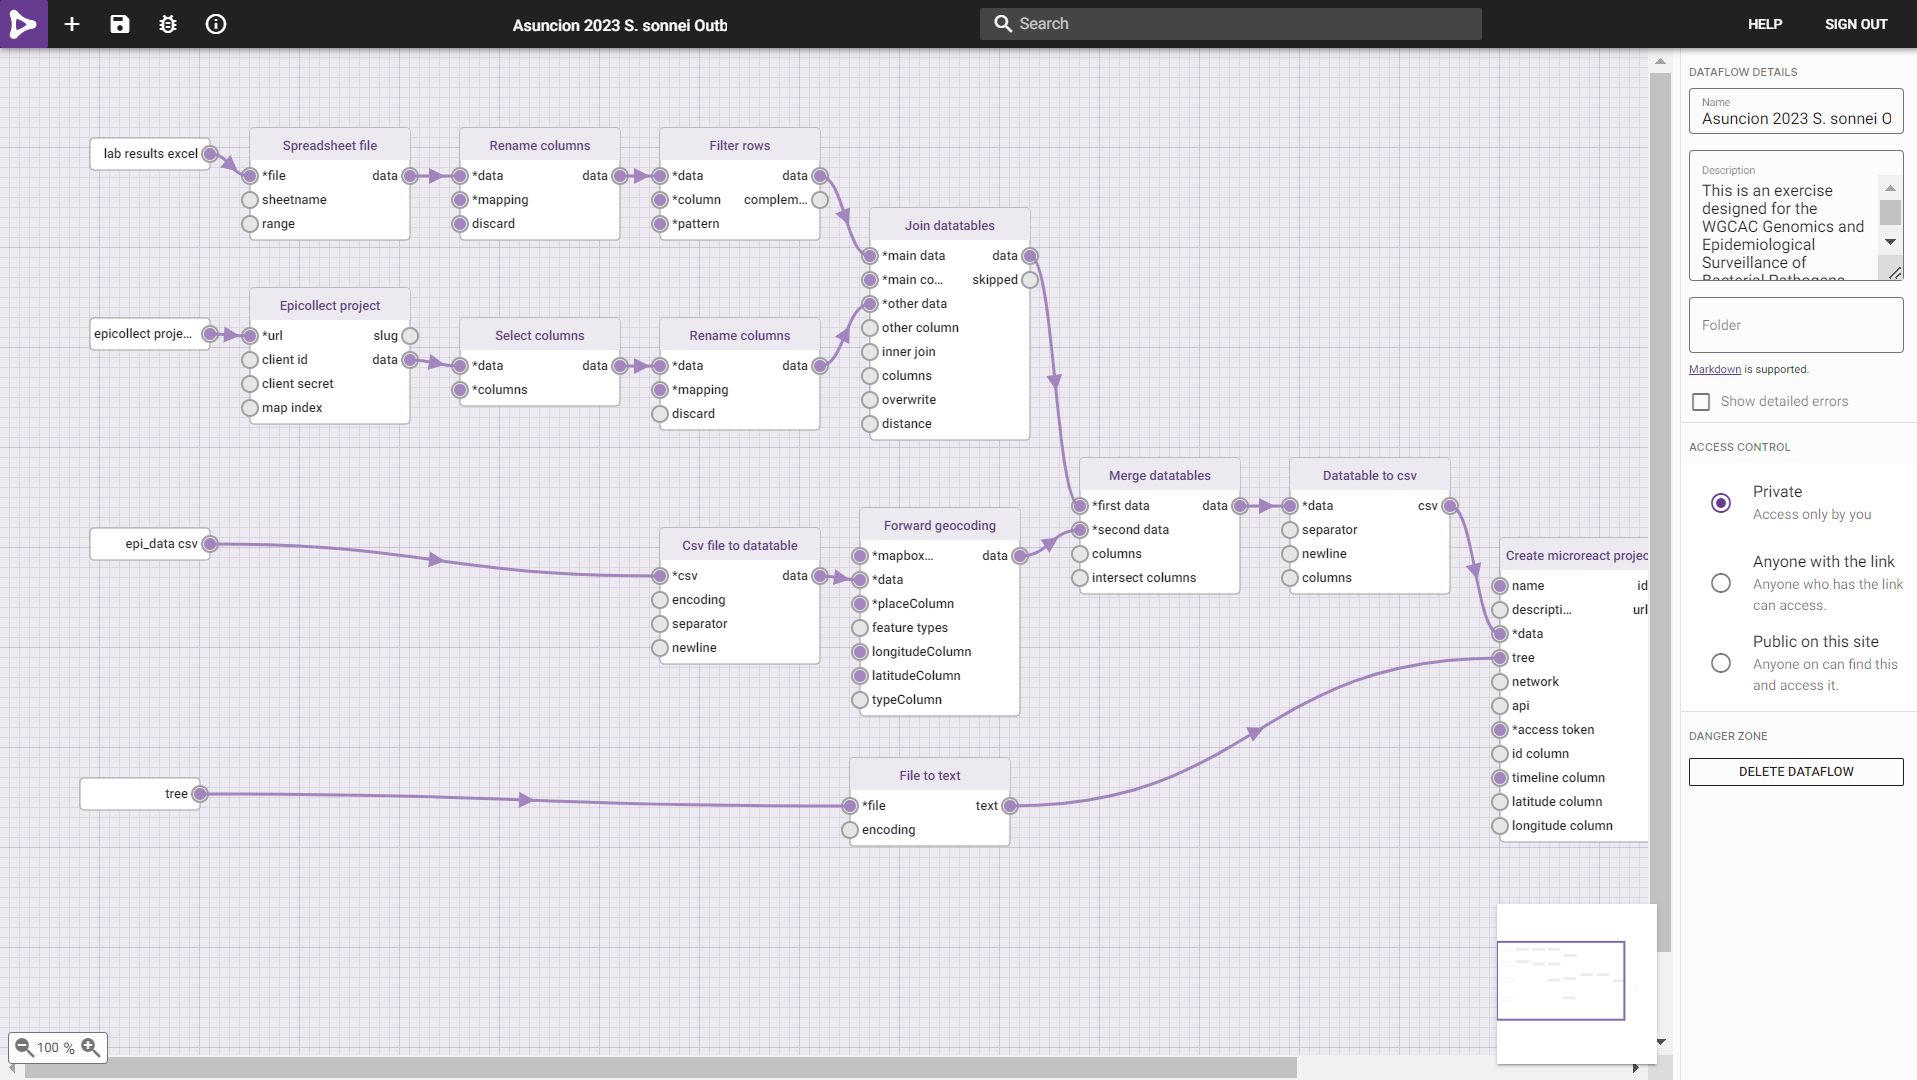 Asuncion 2023 S. sonnei Outb
Search
HELP
SIGN OUT
lab results excel
Spreadsheet file
*file
data
sheetname
range
Rename columns
*data
data
*mapping
discard
Filter rows
*data
data
*column
complem...
*pattern
Join datatables
*main data
data
*main co...
skipped
*other data
other column
inner join
columns
overwrite
distance
epicollect proje...
Epicollect project
*url
slug
client id
data
client secret
map index
Select columns
*data
data
*columns
Rename columns
*data
data
*mapping
discard
Merge datatables
*first data
data
*second data
columns
intersect columns
Datatable to csv
*data
csv
separator
newline
columns
epi_data csv
Csv file to datatable
*csv
data
encoding
separator
newline
Forward geocoding
*mapbox...
data
*data
*placeColumn
feature types
longitudeColumn
latitudeColumn
typeColumn
Create microreact projec
name
id
descripti...
url
*data
tree
network
api
*access token
id column
timeline column
latitude column
longitude column
tree
File to text
*file
text
encoding
100 %
DATAFLOW DETAILS
Name
Asuncion 2023 S. sonnei O
Description
This is an exercise
designed for the
WGCAC Genomics and
Epidemiological
Surveillance of
Bacterial Pathogens
Folder
Markdown is supported.
Show detailed errors
ACCESS CONTROL
Private
Access only by you
Anyone with the link
Anyone who has the link
can access.
Public on this site
Anyone on can find this
and access it.
DANGER ZONE
DELETE DATAFLOW